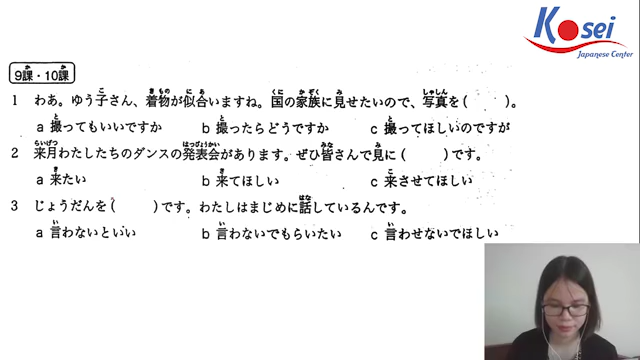 Kosei
Japanese Center
9課・10課
1 わあ。ゆう子さん、着物が似合いますね。国の家族に見せたいので、写真を( )。
a 撮ってもいいですか b 撮ったらどうですか c 撮ってほしいのですが
2 来月わたしたちのダンスの発表会があります。ぜひ皆さんで見に( )です。
a 来たい b 来てほしい c 来させてほしい
3 じょうだんを( )です。わたしはまじめに話しているんです。
a 言わないといい b 言わないでもらいたい c 言わせないでほしい